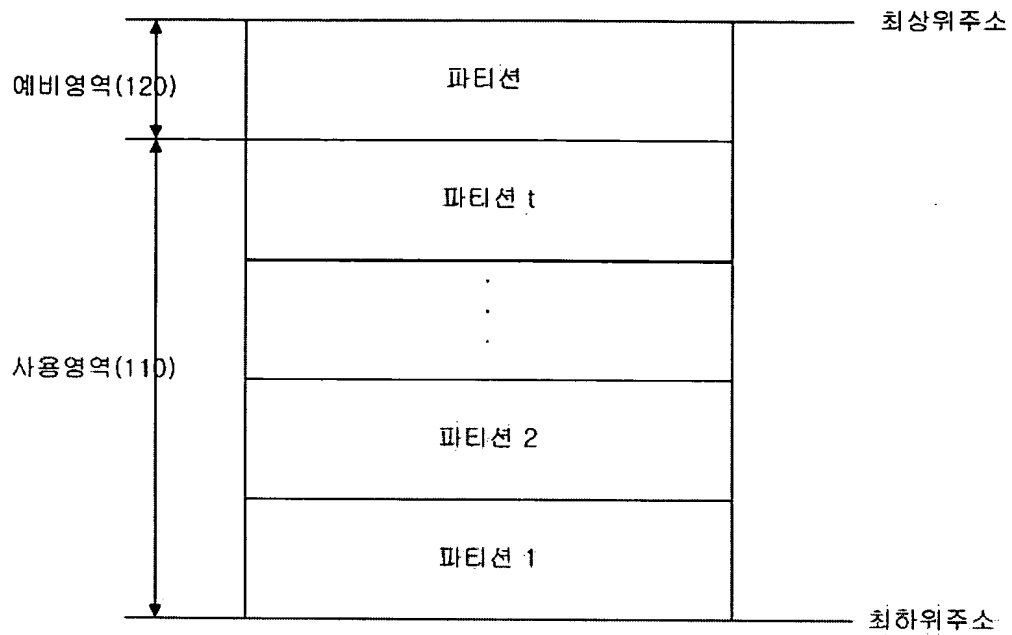 최상위주소
예비영역(120)
파티션
파티션 t
사용영역(110)
파티션 2
파티션 1
최하위주소